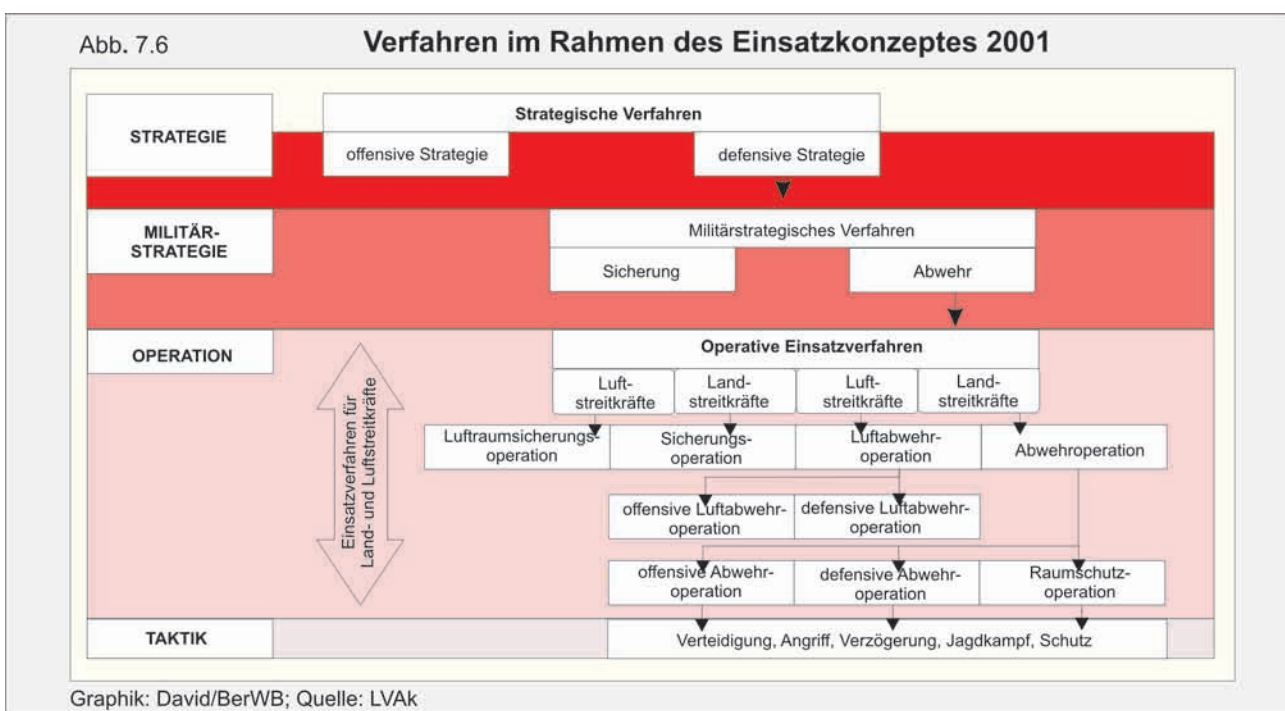 Abb. 7.6
Verfahren im Rahmen des Einsatzkonzeptes 2001
STRATEGIE
Strategische Verfahren
offensive Strategie
defensive Strategie
MILITÄR-
STRATEGIE
Militärstrategisches Verfahren
Sicherung
Abwehr
OPERATION
Einsatzverfahren für
Land- und Luftstreitkräfte
Operative Einsatzverfahren
Luft-
streitkräfte
Land-
streitkräfte
Luft-
streitkräfte
Land-
streitkräfte
Luftraumsicherungs-
operation
Sicherungs-
operation
Luftabwehr-
operation
Abwehroperation
offensive Luftabwehr-
operation
defensive Luftabwehr-
operation
offensive Abwehr-
operation
defensive Abwehr-
operation
Raumschutz-
operation
TAKTIK
Verteidigung, Angriff, Verzögerung, Jagdkampf, Schutz
Graphik: David/BerWB; Quelle: LVAk